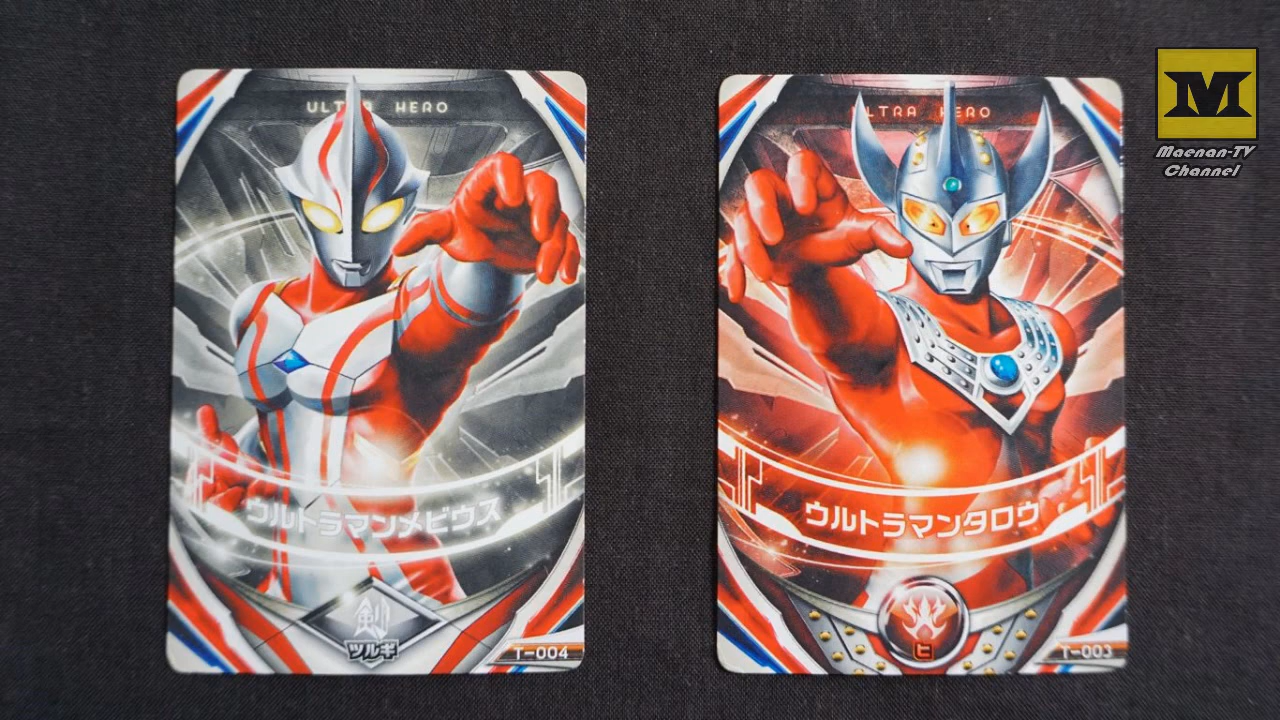 ULTRA HERO
ウルトラマンメビウス
剣
ツルギ
T-004
ULTRA HERO
ウルトラマンタロウ
ヒ
T-003
M
Maenan-TV
Channel